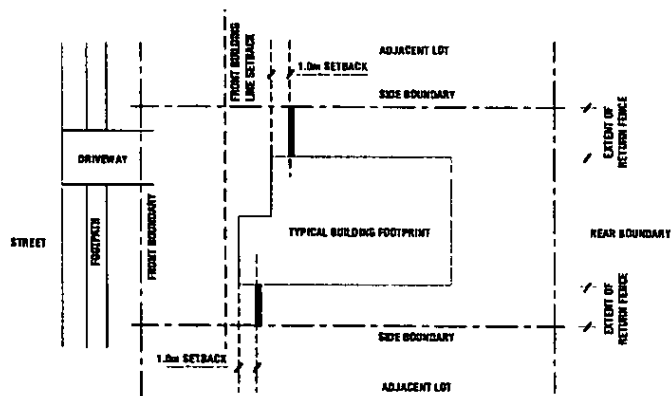 FRONT BUILDING
LINE SETBACK
ADJACENT LOT
1.0m SETBACK
SIDE BOUNDARY
EXTENT OF
RETURN FENCE
DRIVEWAY
STREET
FOOTPATH
FRONT BOUNDARY
TYPICAL BUILDING FOOTPRINT
REAR BOUNDARY
EXTENT OF
RETURN FENCE
SIDE BOUNDARY
1.0m SETBACK
ADJACENT LOT